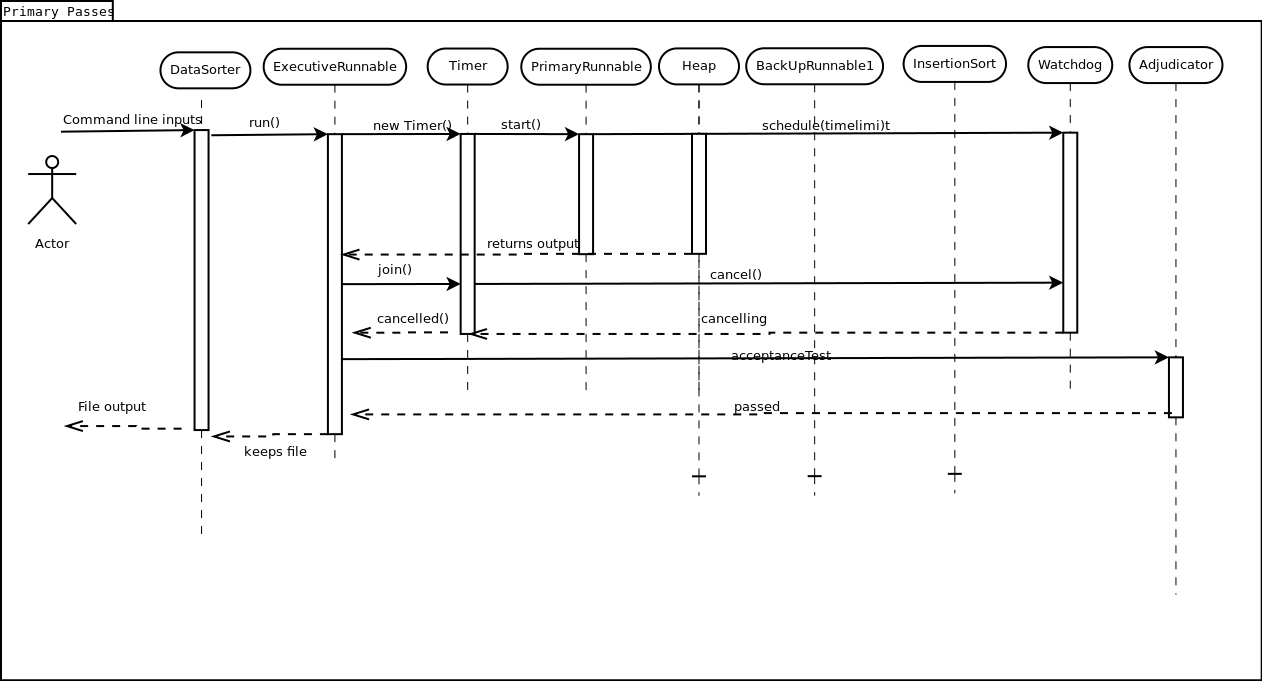 Primary Passes
DataSorter
ExecutiveRunnable
Timer
PrimaryRunnable
Heap
BackUpRunnable1
InsertionSort
Watchdog
Adjudicator
Command line inputs
run()
new Timer()
start()
schedule(timelimi)t
Actor
returns output
join()
cancel()
cancelled()
cancelling
acceptanceTest
File output
passed
keeps file